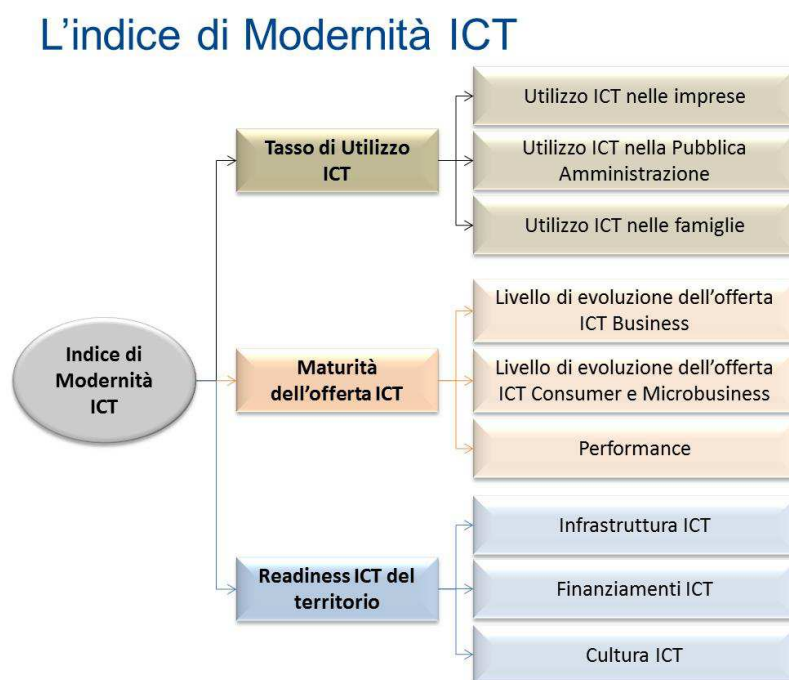 L'indice di Modernità ICT
Indice di
Modernità
ICT
Tasso di Utilizzo
ICT
Utilizzo ICT nelle imprese
Utilizzo ICT nella Pubblica
Amministrazione
Utilizzo ICT nelle famiglie
Maturità
dell'offerta ICT
Livello di evoluzione dell'offerta
ICT Business
Livello di evoluzione dell'offerta
ICT Consumer e Microbusiness
Performance
Readiness ICT del
territorio
Infrastruttura ICT
Finanziamenti ICT
Cultura ICT